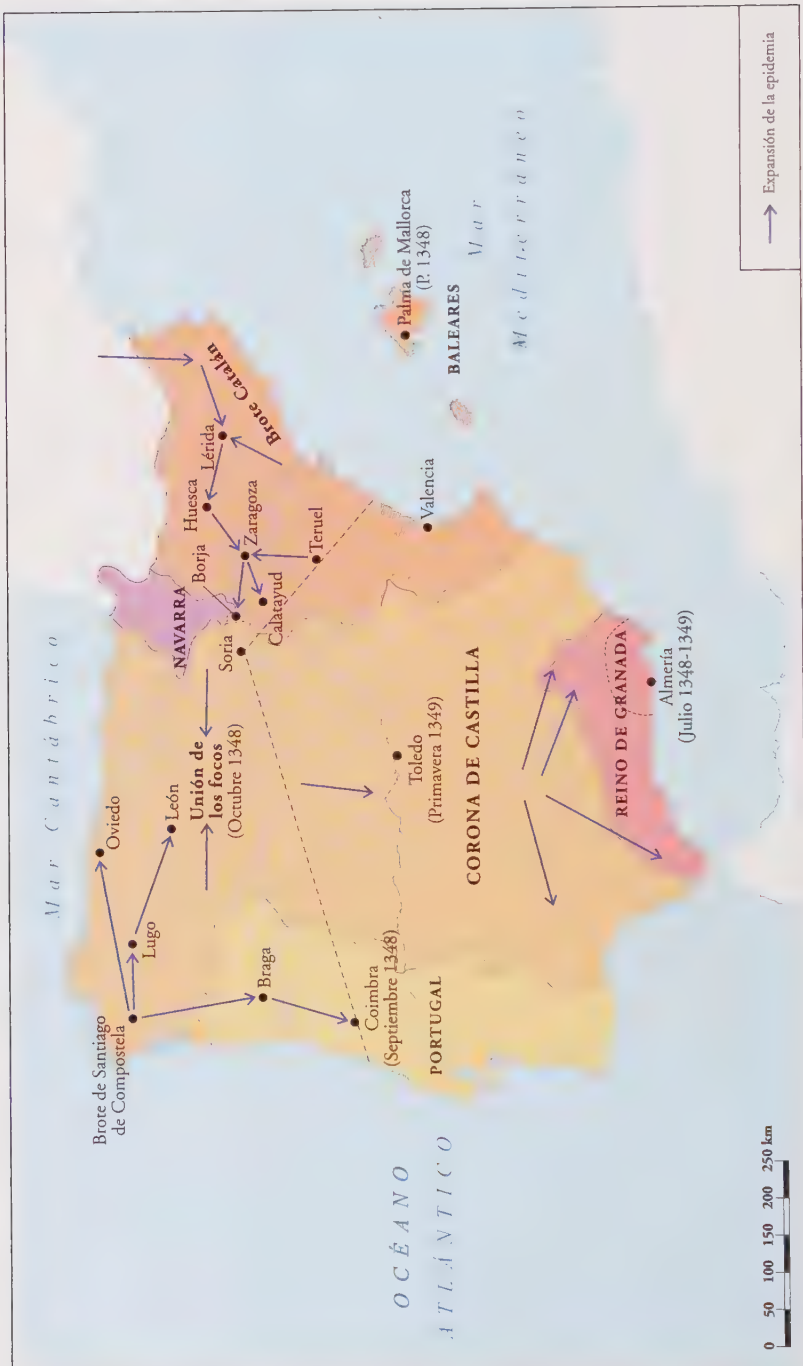 Mar Cantábrico
Brote de Santiago
de Compostela
Oviedo
Lugo
León
Unión de
los focos
(Octubre 1348)
NAVARRA
Borja
Soria
Huesca
Zaragoza
Calatayud
Lérida
Brote Catalán
Teruel
Braga
Coimbra
(Septiembre 1348)
PORTUGAL
Toledo
(Primavera 1349)
CORONA DE CASTILLA
Valencia
Palma de Mallorca
(P. 1348)
BALEARES
Mar
Mediterráneo
REINO DE GRANADA
Almería
(Julio 1348-1349)
OCÉANO
ATLÁNTICO
0 50 100 150 200 250 km
Expansión de la epidemia